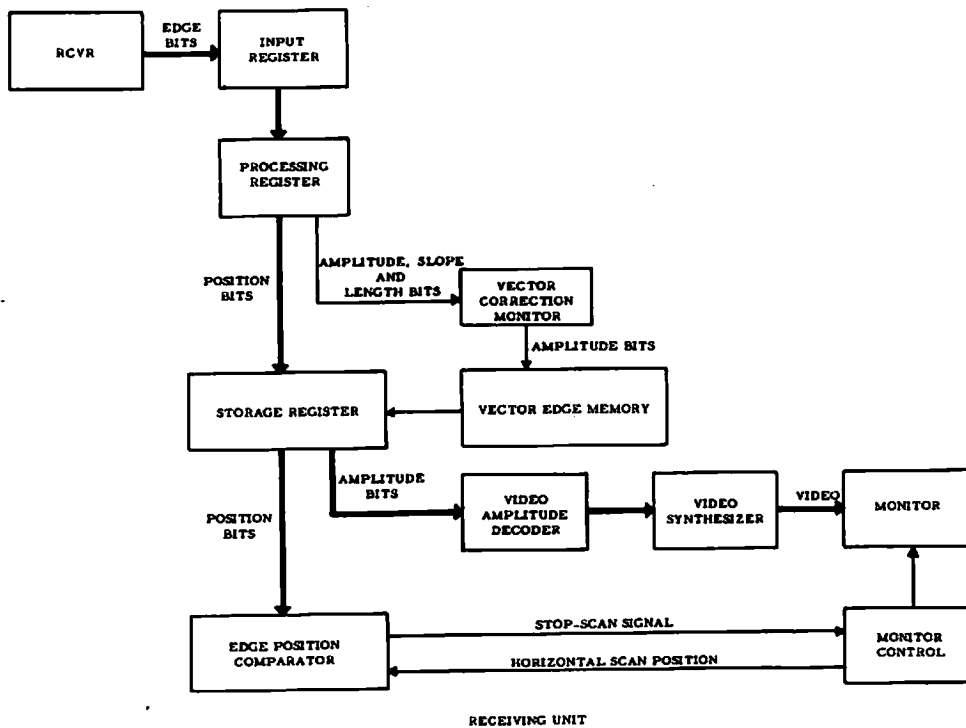 RCVR
EDGE
BITS
INPUT
REGISTER
PROCESSING
REGISTER
POSITION
BITS
AMPLITUDE, SLOPE
AND
LENGTH BITS
VECTOR
CORRECTION
MONITOR
AMPLITUDE BITS
STORAGE REGISTER
VECTOR EDGE MEMORY
AMPLITUDE
BITS
POSITION
BITS
VIDEO
AMPLITUDE
DECODER
VIDEO
SYNTHESIZER
VIDEO
MONITOR
EDGE POSITION
COMPARATOR
STOP-SCAN SIGNAL
HORIZONTAL SCAN POSITION
MONITOR
CONTROL
RECEIVING UNIT